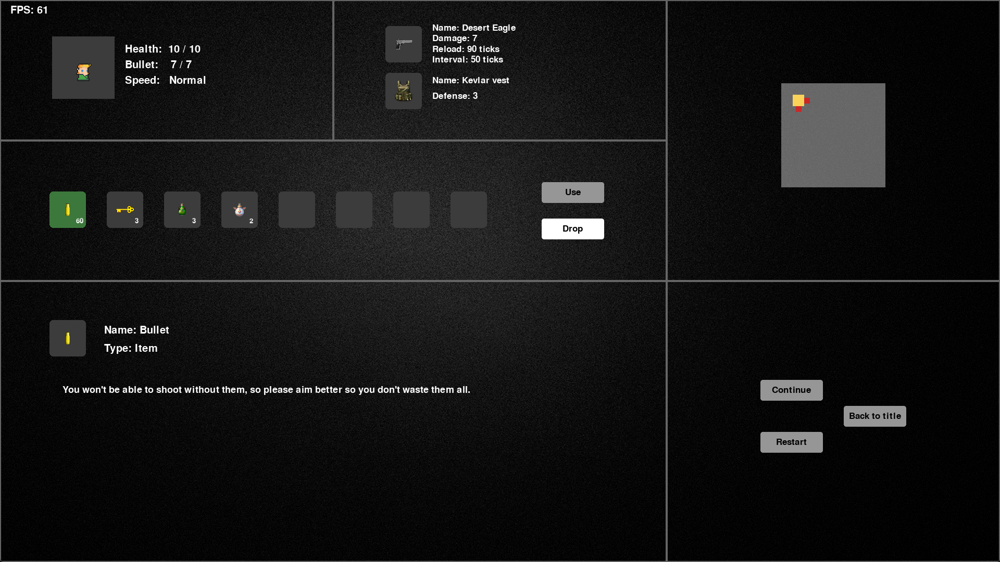 FPS: 61
Health: 10 / 10
Bullet: 7 / 7
Speed: Normal
Name: Desert Eagle
Damage: 7
Reload: 90 ticks
Interval: 50 ticks
Name: Kevlar vest
Defense: 3
60
3
3
2
Use
Drop
Name: Bullet
Type: Item
You won't be able to shoot without them, so please aim better so you don't waste them all.
Continue
Back to title
Restart